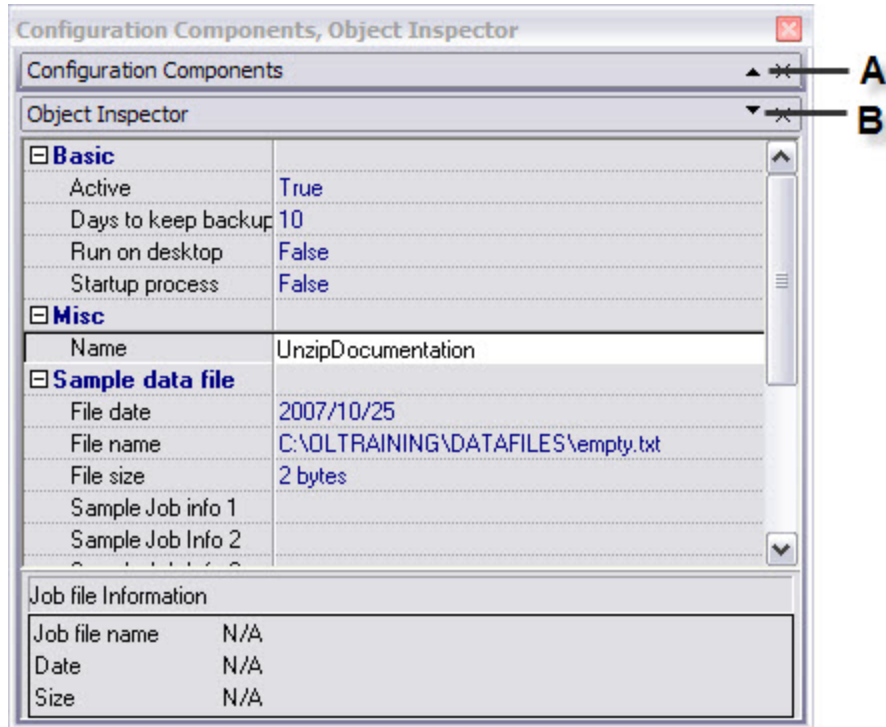 Configuration Components, Object Inspector
Configuration Components
A
Object Inspector
B
Basic
Active True
Days to keep backup 10
Run on desktop False
Startup process False
Misc
Name UnzipDocumentation
Sample data file
File date 2007/10/25
File name C:\OLTRAINING\DATAFILES\empty.txt
File size 2 bytes
Sample Job info 1
Sample Job Info 2
Job file Information
Job file name N/A
Date N/A
Size N/A